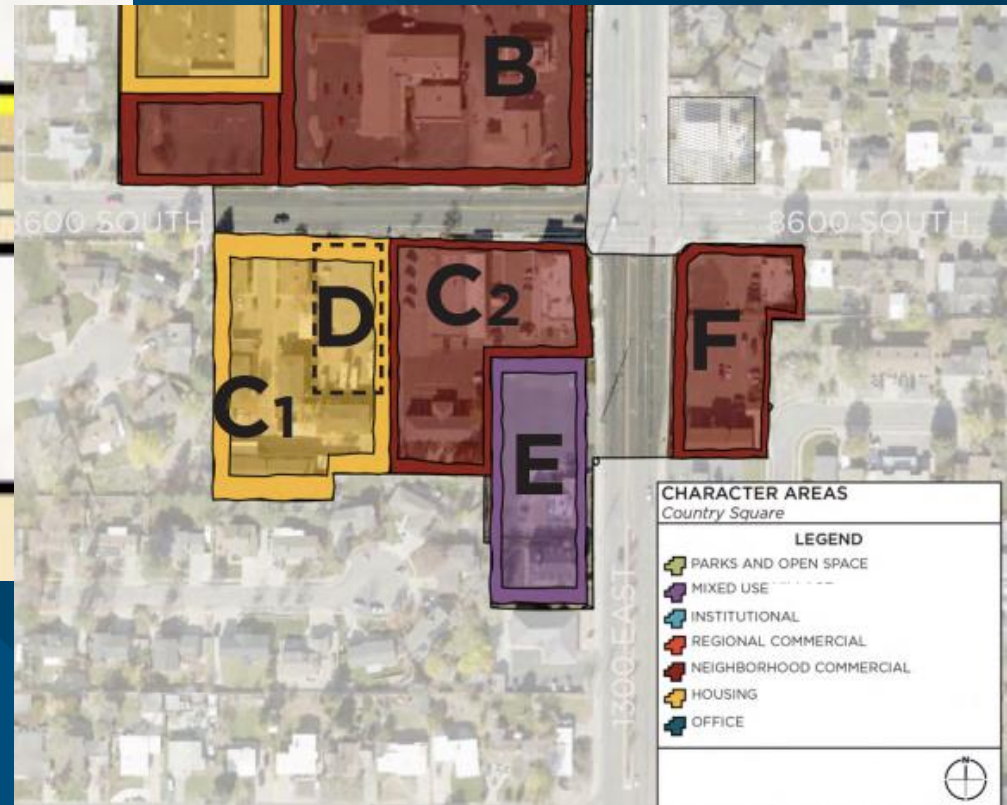 B
8600 SOUTH
8600 SOUTH
D
C2
F
C1
E
1300 EAST
CHARACTER AREAS
Country Square
LEGEND
PARKS AND OPEN SPACE
MIXED USE
INSTITUTIONAL
REGIONAL COMMERCIAL
NEIGHBORHOOD COMMERCIAL
HOUSING
OFFICE
N